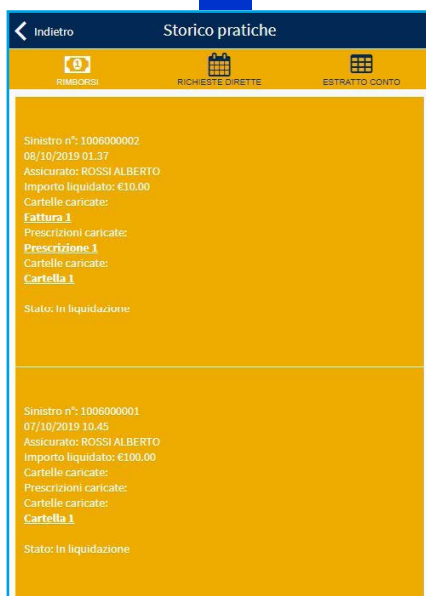 Indietro
Storico pratiche
RIMBORSI
RICHIESTE DIRETTE
ESTRATTO CONTO
Sinistro n°: 1006000002
08/10/2019 01.37
Assicurato: ROSSI ALBERTO
Importo liquidato: €10.00
Cartelle caricate:
Fattura 1
Prescrizioni caricate:
Prescrizione 1
Cartelle caricate:
Cartella 1
Stato: In liquidazione
Sinistro n°: 1006000001
07/10/2019 10.45
Assicurato: ROSSI ALBERTO
Importo liquidato: €100.00
Cartelle caricate:
Prescrizioni caricate:
Cartelle caricate:
Cartella 1
Stato: In liquidazione